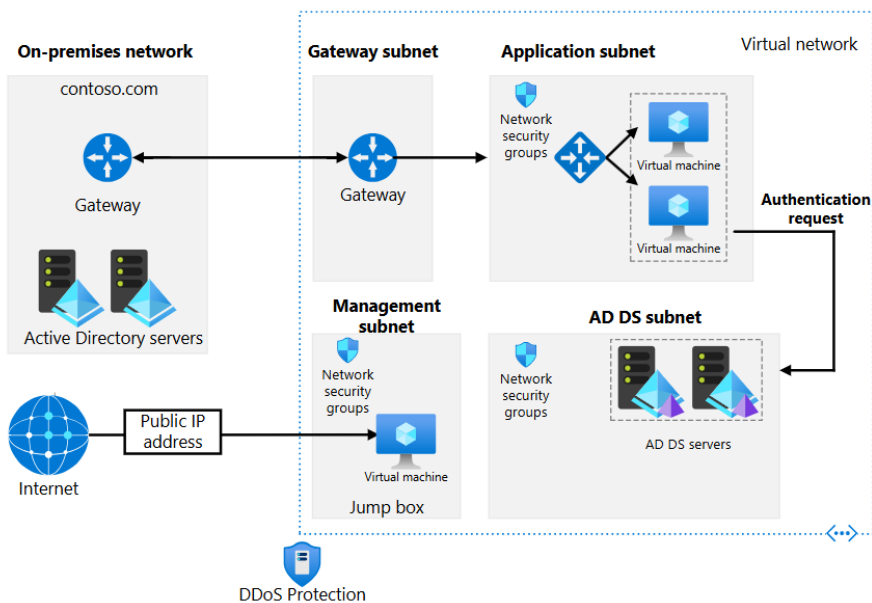 On-premises network
contoso.com
Gateway
Active Directory servers
Gateway subnet
Gateway
Application subnet
Virtual network
Network
security
groups
Virtual machine
Virtual machine
Authentication
request
Management
subnet
Network
security
groups
Virtual machine
Jump box
AD DS subnet
Network
security
groups
AD DS servers
Internet
Public IP
address
DDoS Protection